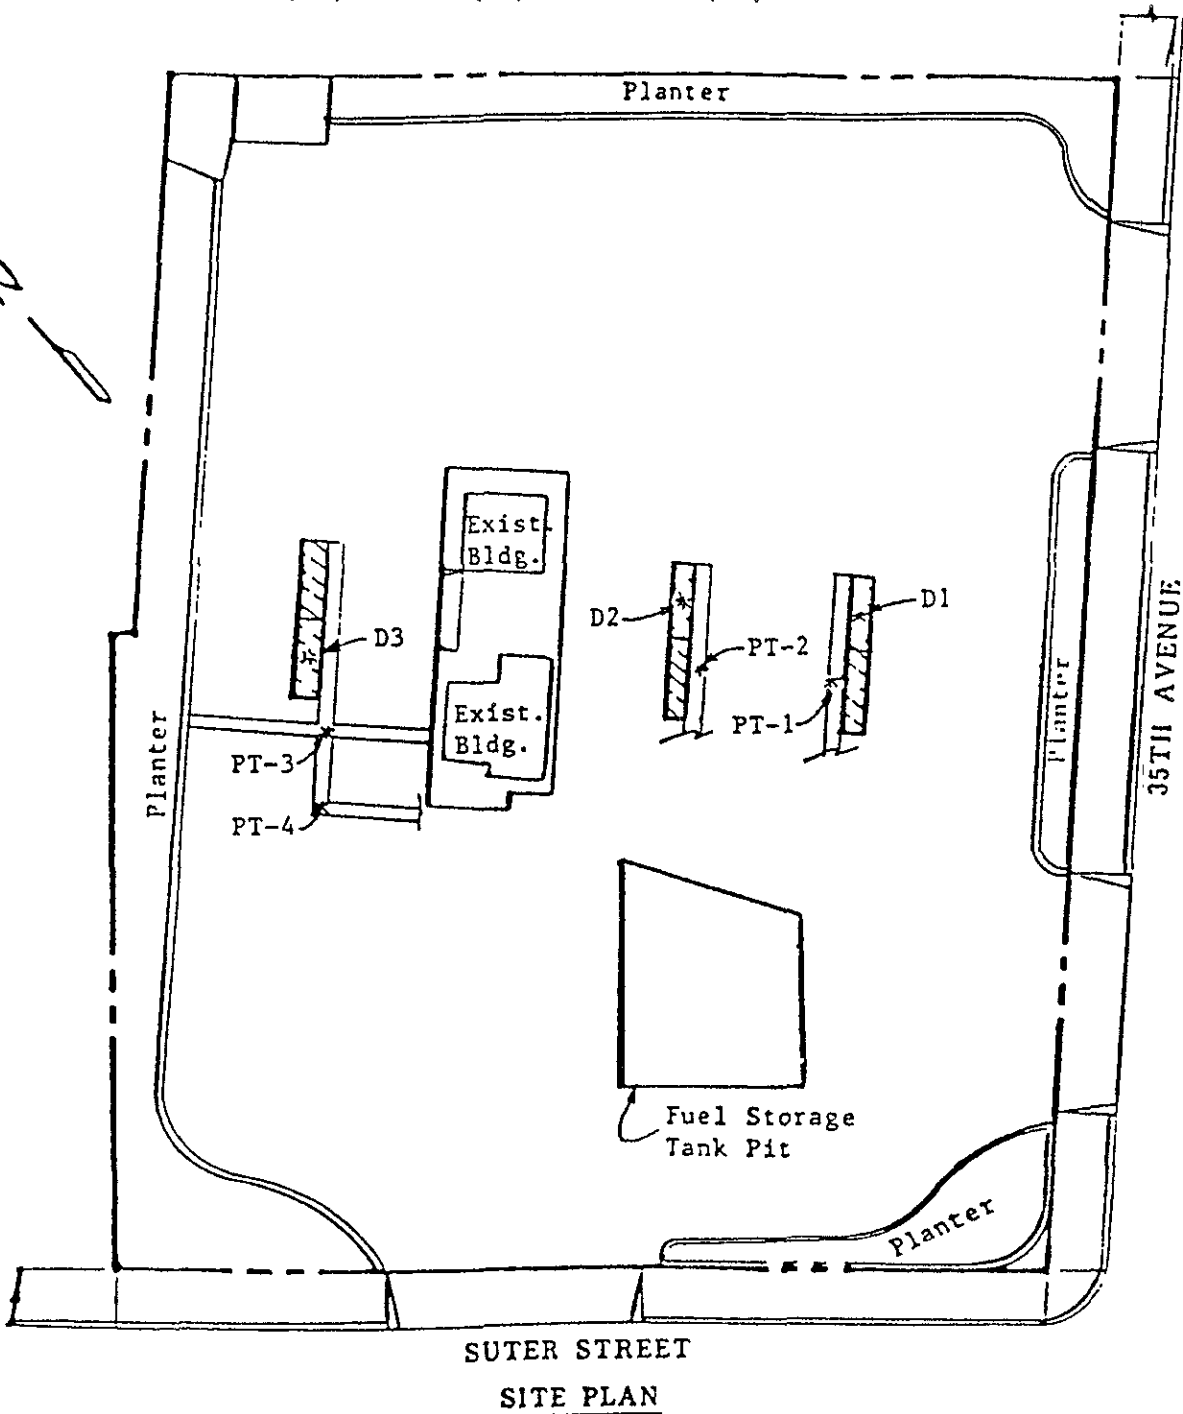 Planter
Exist.
Bldg.
D2
D1
D3
PT-2
Exist.
Bldg.
PT-1
PT-3
PT-4
Planter
Planter
35TH AVENUE
Fuel Storage
Tank Pit
Planter
SUTER STREET
SITE PLAN